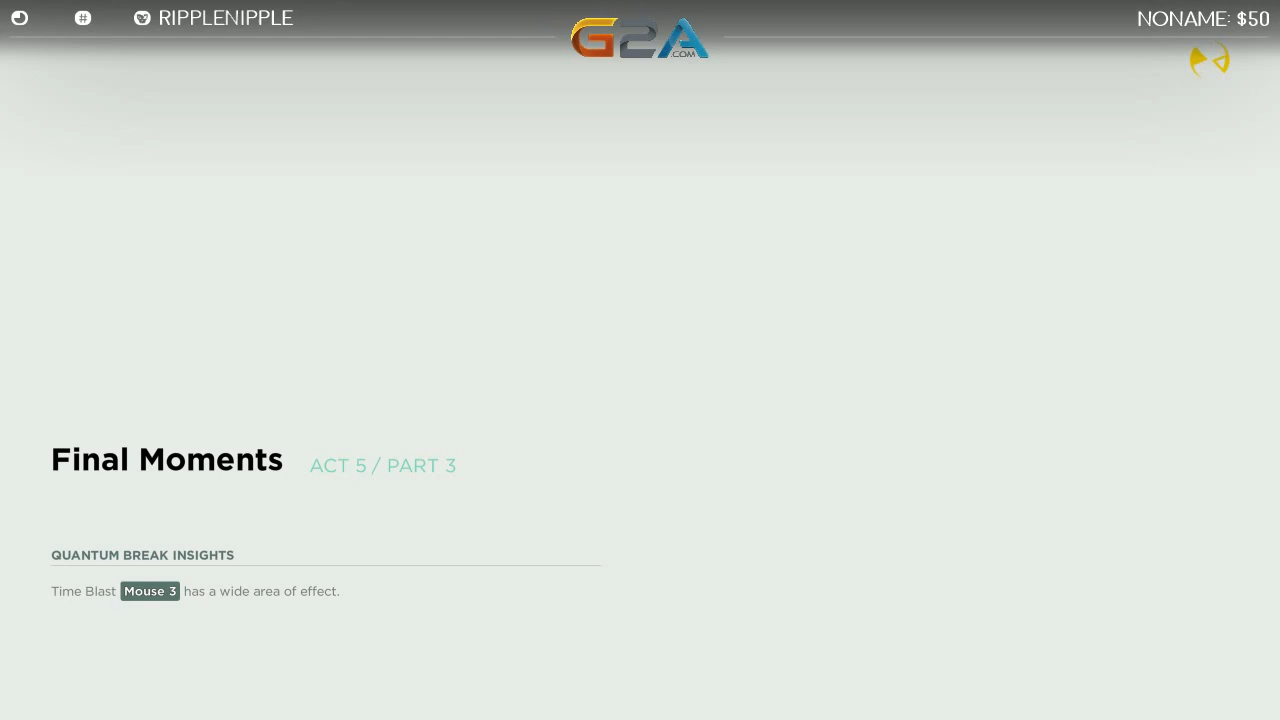 RIPPLENIPPLE
G2A
.COM
NONAME: $50
Final Moments ACT 5 / PART 3
QUANTUM BREAK INSIGHTS
Time Blast Mouse 3 has a wide area of effect.